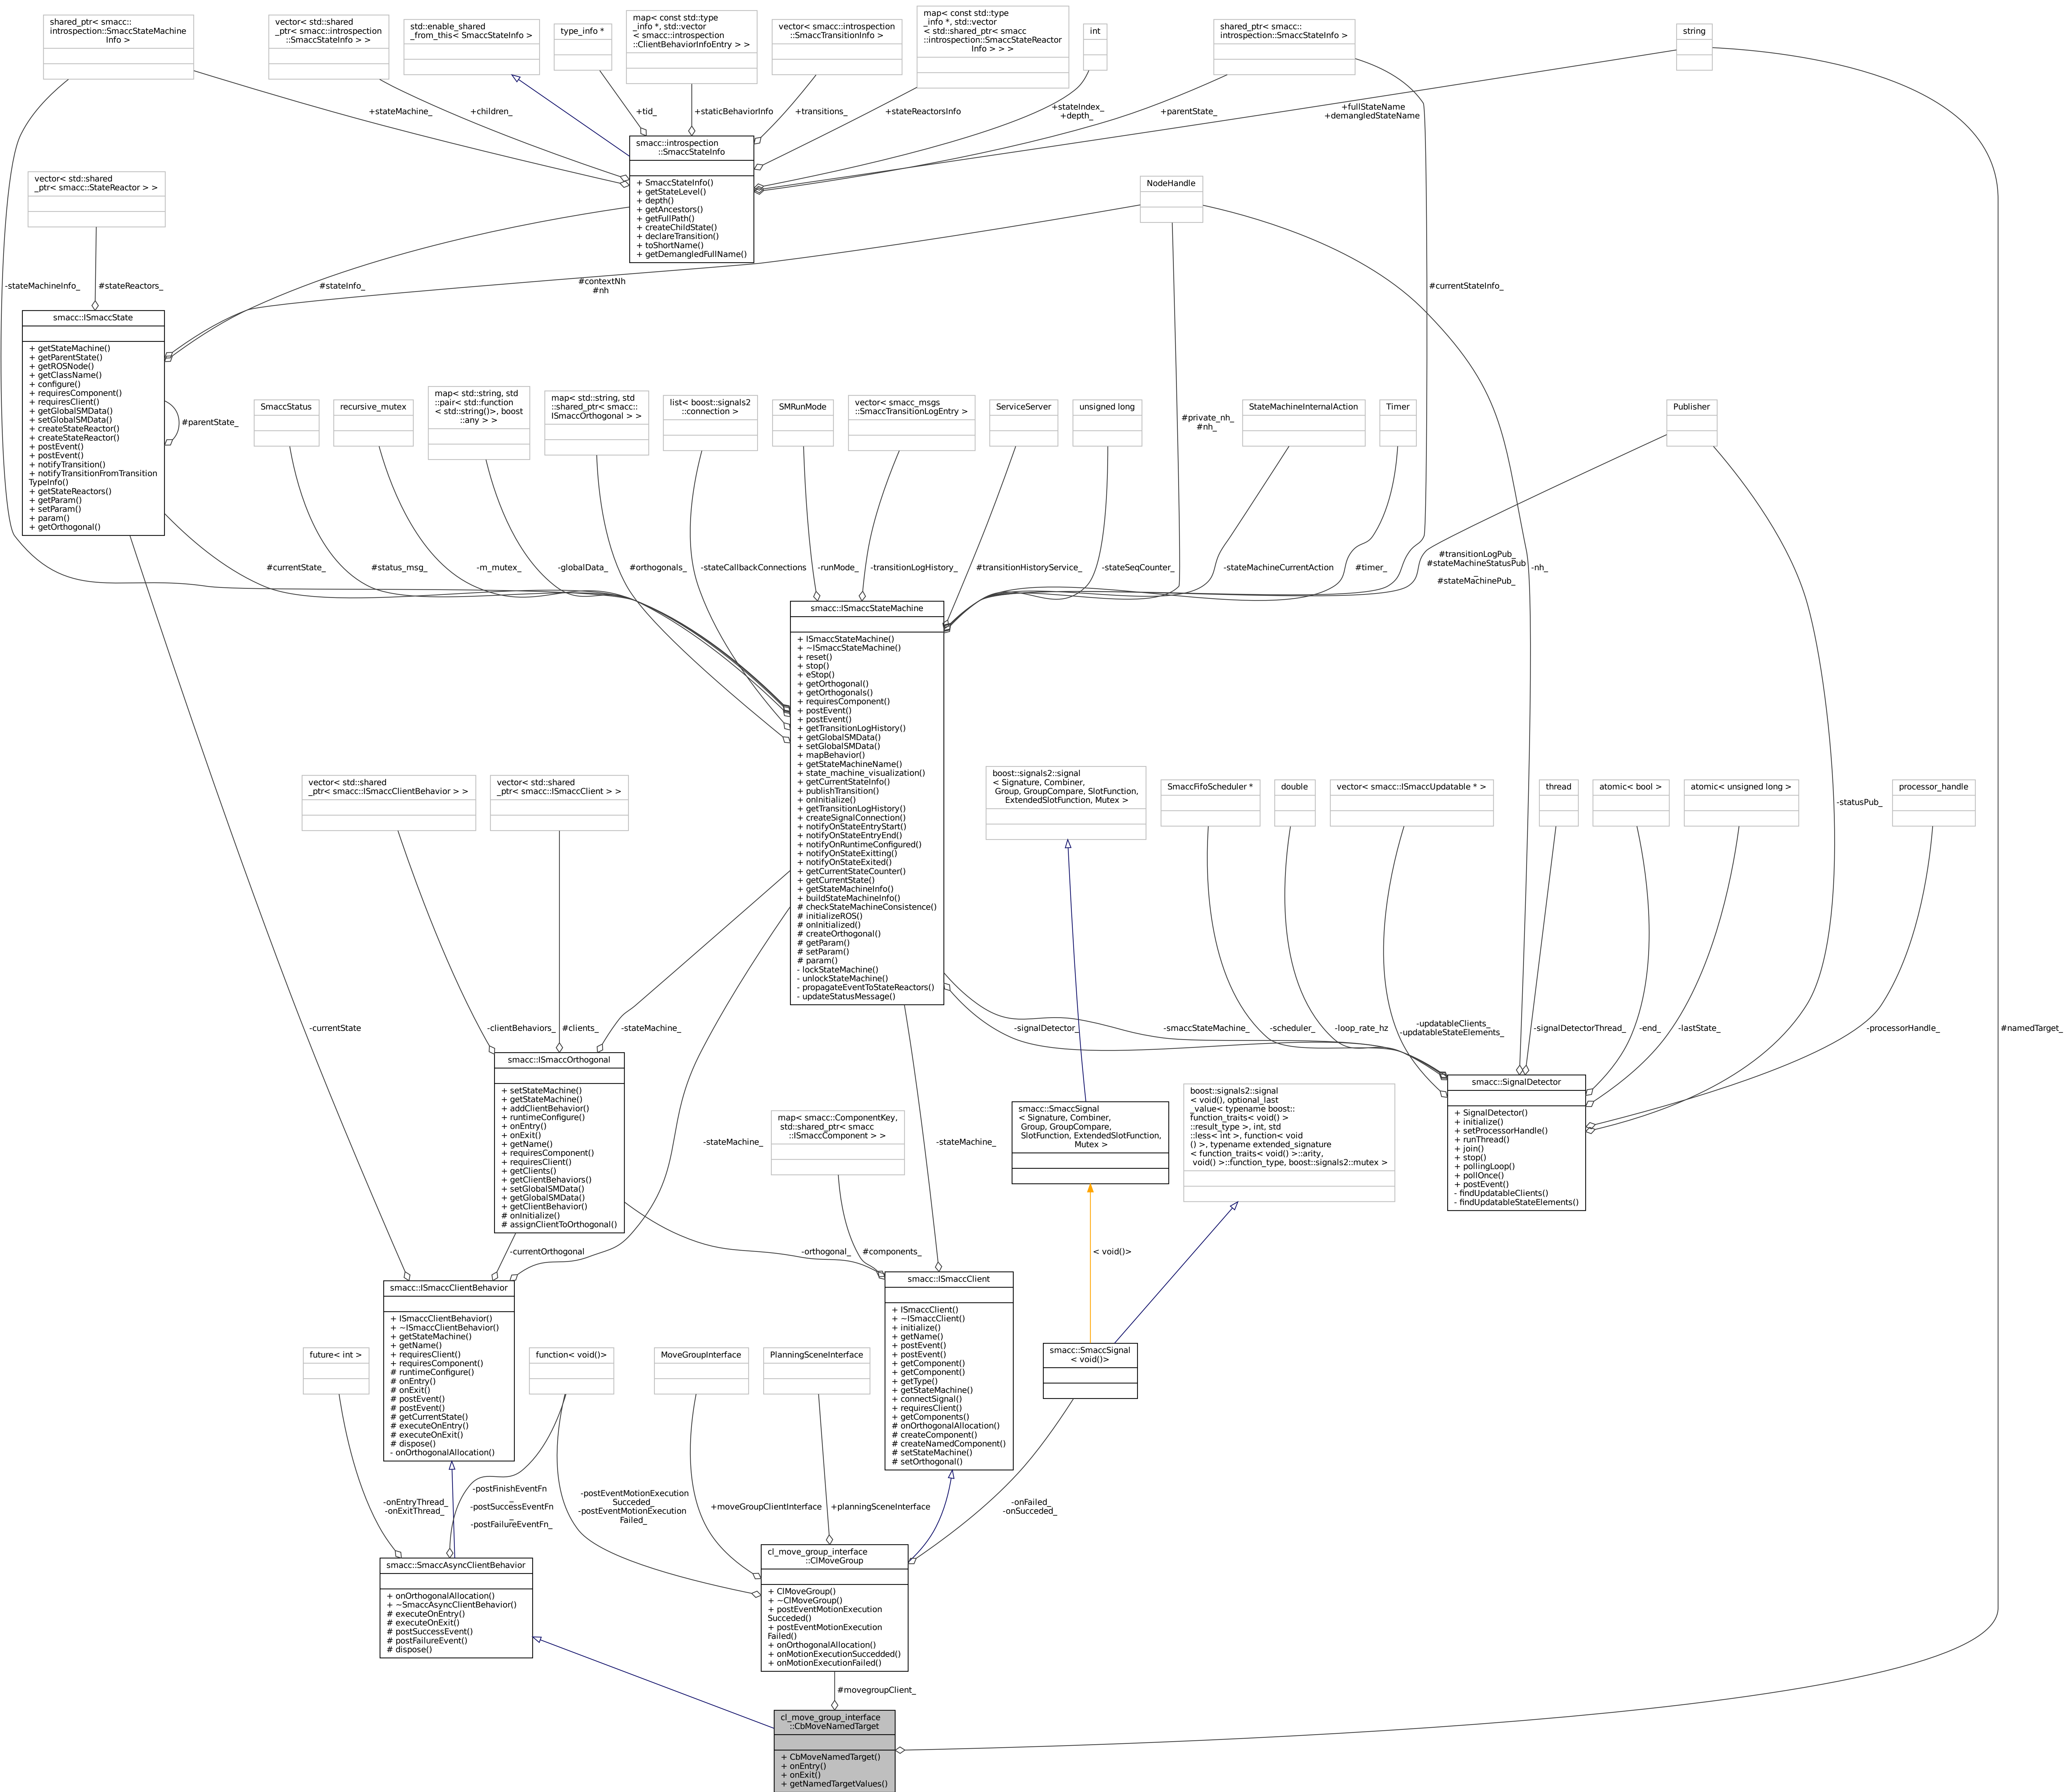 shared_ptr< smacc::
introspection::SmaccStateMachine
Info >
vector< std::shared
_ptr< smacc::introspection
::SmaccStateInfo > >
std::enable_shared
_from_this< SmaccStateInfo >
type_info *
map< const std::type
_info *, std::vector
< smacc::introspection
::ClientBehaviorInfoEntry > >
vector< smacc::introspection
::SmaccTransitionInfo >
map< const std::type
_info *, std::vector
< std::shared_ptr< smacc
::introspection::SmaccStateReactor
Info > > >
int
shared_ptr< smacc::
introspection::SmaccStateInfo >
string
+stateMachine_
+children_
+tid_
+staticBehaviorInfo
+transitions_
+stateReactorsInfo
+stateIndex_
+depth_
+parentState_
+fullStateName
+demangledStateName
smacc::introspection
::SmaccStateInfo
+ SmaccStateInfo()
+ getStateLevel()
+ depth()
+ getAncestors()
+ getFullPath()
+ createChildState()
+ declareTransition()
+ toShortName()
+ getDemangledFullName()
vector< std::shared
_ptr< smacc::StateReactor > >
NodeHandle
-stateMachineInfo_
#stateReactors_
#stateInfo_
#contextNh
#nh
#currentStateInfo_
smacc::ISmaccState
+ getStateMachine()
+ getParentState()
+ getROSNode()
+ getClassName()
+ configure()
+ requiresComponent()
+ requiresClient()
+ getGlobalSMData()
+ setGlobalSMData()
+ createStateReactor()
+ createStateReactor()
+ postEvent()
+ postEvent()
+ notifyTransition()
+ notifyTransitionFromTransition
TypeInfo()
+ getStateReactors()
+ getParam()
+ setParam()
+ param()
+ getOrthogonal()
#parentState_
SmaccStatus
recursive_mutex
map< std::string, std
::pair< std::function
< std::string()>, boost
::any > >
map< std::string, std
::shared_ptr< smacc::
ISmaccOrthogonal > >
list< boost::signals2
::connection >
SMRunMode
vector< smacc_msgs
::SmaccTransitionLogEntry >
ServiceServer
unsigned long
#private_nh_
#nh_
StateMachineInternalAction
Timer
Publisher
#currentState_
#status_msg_
-m_mutex_
-globalData_
#orthogonals_
-stateCallbackConnections
-runMode_
-transitionLogHistory_
#transitionHistoryService_
-stateSeqCounter_
-stateMachineCurrentAction
#timer_
#transitionLogPub_
#stateMachineStatusPub
_
#stateMachinePub_
-nh_
smacc::ISmaccStateMachine
+ ISmaccStateMachine()
+ ~ISmaccStateMachine()
+ reset()
+ stop()
+ eStop()
+ getOrthogonal()
+ getOrthogonals()
+ requiresComponent()
+ postEvent()
+ postEvent()
+ getTransitionLogHistory()
+ getGlobalSMData()
+ setGlobalSMData()
+ mapBehavior()
+ getStateMachineName()
+ state_machine_visualization()
+ getCurrentStateInfo()
+ publishTransition()
+ onInitialize()
+ getTransitionLogHistory()
+ createSignalConnection()
+ notifyOnStateEntryStart()
+ notifyOnStateEntryEnd()
+ notifyOnRuntimeConfigured()
+ notifyOnStateExitting()
+ notifyOnStateExited()
+ getCurrentStateCounter()
+ getCurrentState()
+ getStateMachineInfo()
+ buildStateMachineInfo()
# checkStateMachineConsistence()
# initializeROS()
# onInitialized()
# createOrthogonal()
# getParam()
# setParam()
# param()
- lockStateMachine()
- unlockStateMachine()
- propagateEventToStateReactors()
- updateStatusMessage()
vector< std::shared
_ptr< smacc::ISmaccClientBehavior > >
vector< std::shared
_ptr< smacc::ISmaccClient > >
boost::signals2::signal
< Signature, Combiner,
Group, GroupCompare, SlotFunction,
ExtendedSlotFunction, Mutex >
SmaccFifoScheduler *
double
vector< smacc::ISmaccUpdatable * >
thread
atomic< bool >
atomic< unsigned long >
processor_handle
-statusPub_
-currentState
-clientBehaviors_
#clients_
-stateMachine_
-signalDetector_
-smaccStateMachine_
-scheduler_
-loop_rate_hz
-updatableClients_
-updatableStateElements_
-signalDetectorThread_
-end_
-lastState_
-processorHandle_
#namedTarget_
smacc::ISmaccOrthogonal
+ setStateMachine()
+ getStateMachine()
+ addClientBehavior()
+ runtimeConfigure()
+ onEntry()
+ onExit()
+ getName()
+ requiresComponent()
+ requiresClient()
+ getClients()
+ getClientBehaviors()
+ setGlobalSMData()
+ getGlobalSMData()
+ getClientBehavior()
# onInitialize()
# assignClientToOrthogonal()
smacc::SignalDetector
+ SignalDetector()
+ initialize()
+ setProcessorHandle()
+ runThread()
+ join()
+ stop()
+ pollingLoop()
+ pollOnce()
+ postEvent()
- findUpdatableClients()
- findUpdatableStateElements()
smacc::SmaccSignal
< Signature, Combiner,
Group, GroupCompare,
SlotFunction, ExtendedSlotFunction,
Mutex >
boost::signals2::signal
< void(), optional_last
_value< typename boost::
function_traits< void() >
::result_type >, int, std
::less< int >, function< void
() >, typename extended_signature
< function_traits< void() >::arity,
void() >::function_type, boost::signals2::mutex >
map< smacc::ComponentKey,
std::shared_ptr< smacc
::ISmaccComponent > >
-stateMachine_
-stateMachine_
-currentOrthogonal
-orthogonal_
#components_
< void()>
smacc::ISmaccClientBehavior
+ ISmaccClientBehavior()
+ ~ISmaccClientBehavior()
+ getStateMachine()
+ getName()
+ requiresClient()
+ requiresComponent()
# runtimeConfigure()
# onEntry()
# onExit()
# postEvent()
# postEvent()
# getCurrentState()
# executeOnEntry()
# executeOnExit()
# dispose()
- onOrthogonalAllocation()
smacc::ISmaccClient
+ ISmaccClient()
+ ~ISmaccClient()
+ initialize()
+ getName()
+ postEvent()
+ postEvent()
+ getComponent()
+ getComponent()
+ getType()
+ getStateMachine()
+ connectSignal()
+ requiresClient()
+ getComponents()
# onOrthogonalAllocation()
# createComponent()
# createNamedComponent()
# setStateMachine()
# setOrthogonal()
future< int >
function< void()>
MoveGroupInterface
PlanningSceneInterface
smacc::SmaccSignal
< void()>
-onEntryThread_
-onExitThread_
-postFinishEventFn
_
-postSuccessEventFn
_
-postFailureEventFn_
-postEventMotionExecution
Succeded_
-postEventMotionExecution
Failed_
+moveGroupClientInterface
+planningSceneInterface
-onFailed_
-onSucceded_
smacc::SmaccAsyncClientBehavior
+ onOrthogonalAllocation()
+ ~SmaccAsyncClientBehavior()
# executeOnEntry()
# executeOnExit()
# postSuccessEvent()
# postFailureEvent()
# dispose()
cl_move_group_interface
::ClMoveGroup
+ ClMoveGroup()
+ ~ClMoveGroup()
+ postEventMotionExecution
Succeded()
+ postEventMotionExecution
Failed()
+ onOrthogonalAllocation()
+ onMotionExecutionSuccedded()
+ onMotionExecutionFailed()
#movegroupClient_
cl_move_group_interface
::CbMoveNamedTarget
+ CbMoveNamedTarget()
+ onEntry()
+ onExit()
+ getNamedTargetValues()